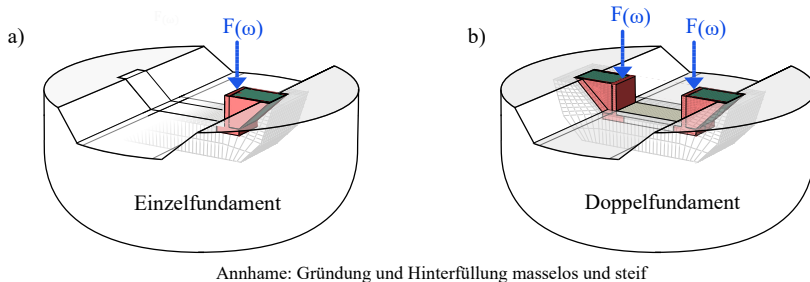 a)
F(ω)
Einzelfundament
b)
F(ω)
F(ω)
Doppelfundament
Annhame: Gründung und Hinterfüllung masselos und steif